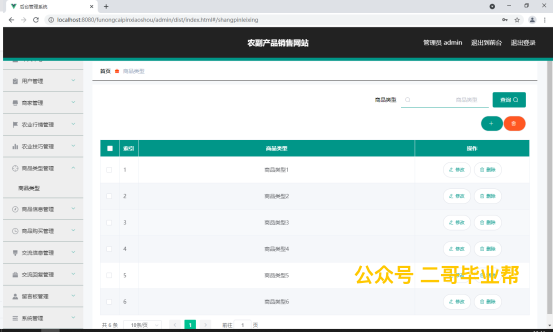 后台管理系统
localhost:8080/funongcaipinxiaoshou/admin/dist/index.html#/shangpinleixing
农副产品销售网站
管理员 admin 退出到前台 退出登录
首页 商品类型
用户管理
商家管理
农业行情管理
农业技巧管理
商品类型管理
商品类型
商品信息管理
商品购买管理
交流信息管理
交流回复管理
留言板管理
系统管理
商品类型 商品类型 查询
索引 商品类型 操作
1 商品类型1 修改 删除
2 商品类型2 修改 删除
3 商品类型3 修改 删除
4 商品类型4 修改 删除
5 商品类型5 修改 删除
6 商品类型6 修改 删除
公众号 二哥毕业帮
共 6 条 10条/页 1 前往 1 页